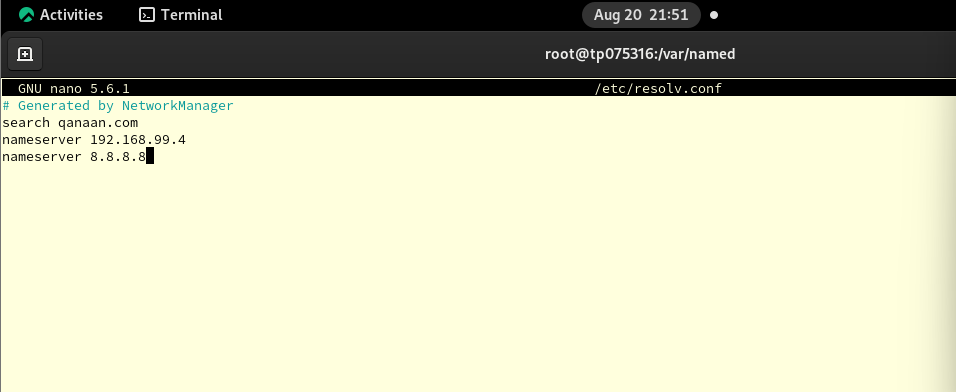 Activities Terminal Aug 20 21:51
root@tp075316:/var/named
GNU nano 5.6.1 /etc/resolv.conf
# Generated by NetworkManager
search qanaan.com
nameserver 192.168.99.4
nameserver 8.8.8.8